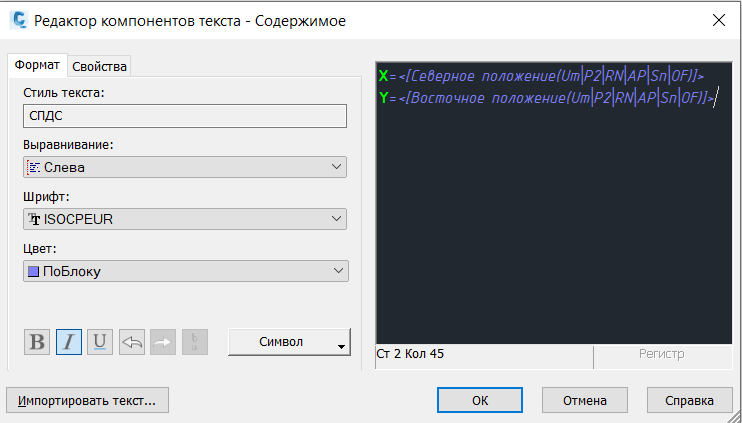 Редактор компонентов текста - Содержимое
Формат
Свойства
Стиль текста:
СПДС
Выравнивание:
Слева
Шрифт:
ISOCPEUR
Цвет:
ПоБлоку
B I U
b/a
Символ
X=<[Северное положение(Um|P2|RN|AP|Sn|OF)]>
Y=<[Восточное положение(Um|P2|RN|AP|Sn|OF)]>
Ст 2 Кол 45
Регистр
Импортировать текст...
ОК
Отмена
Справка